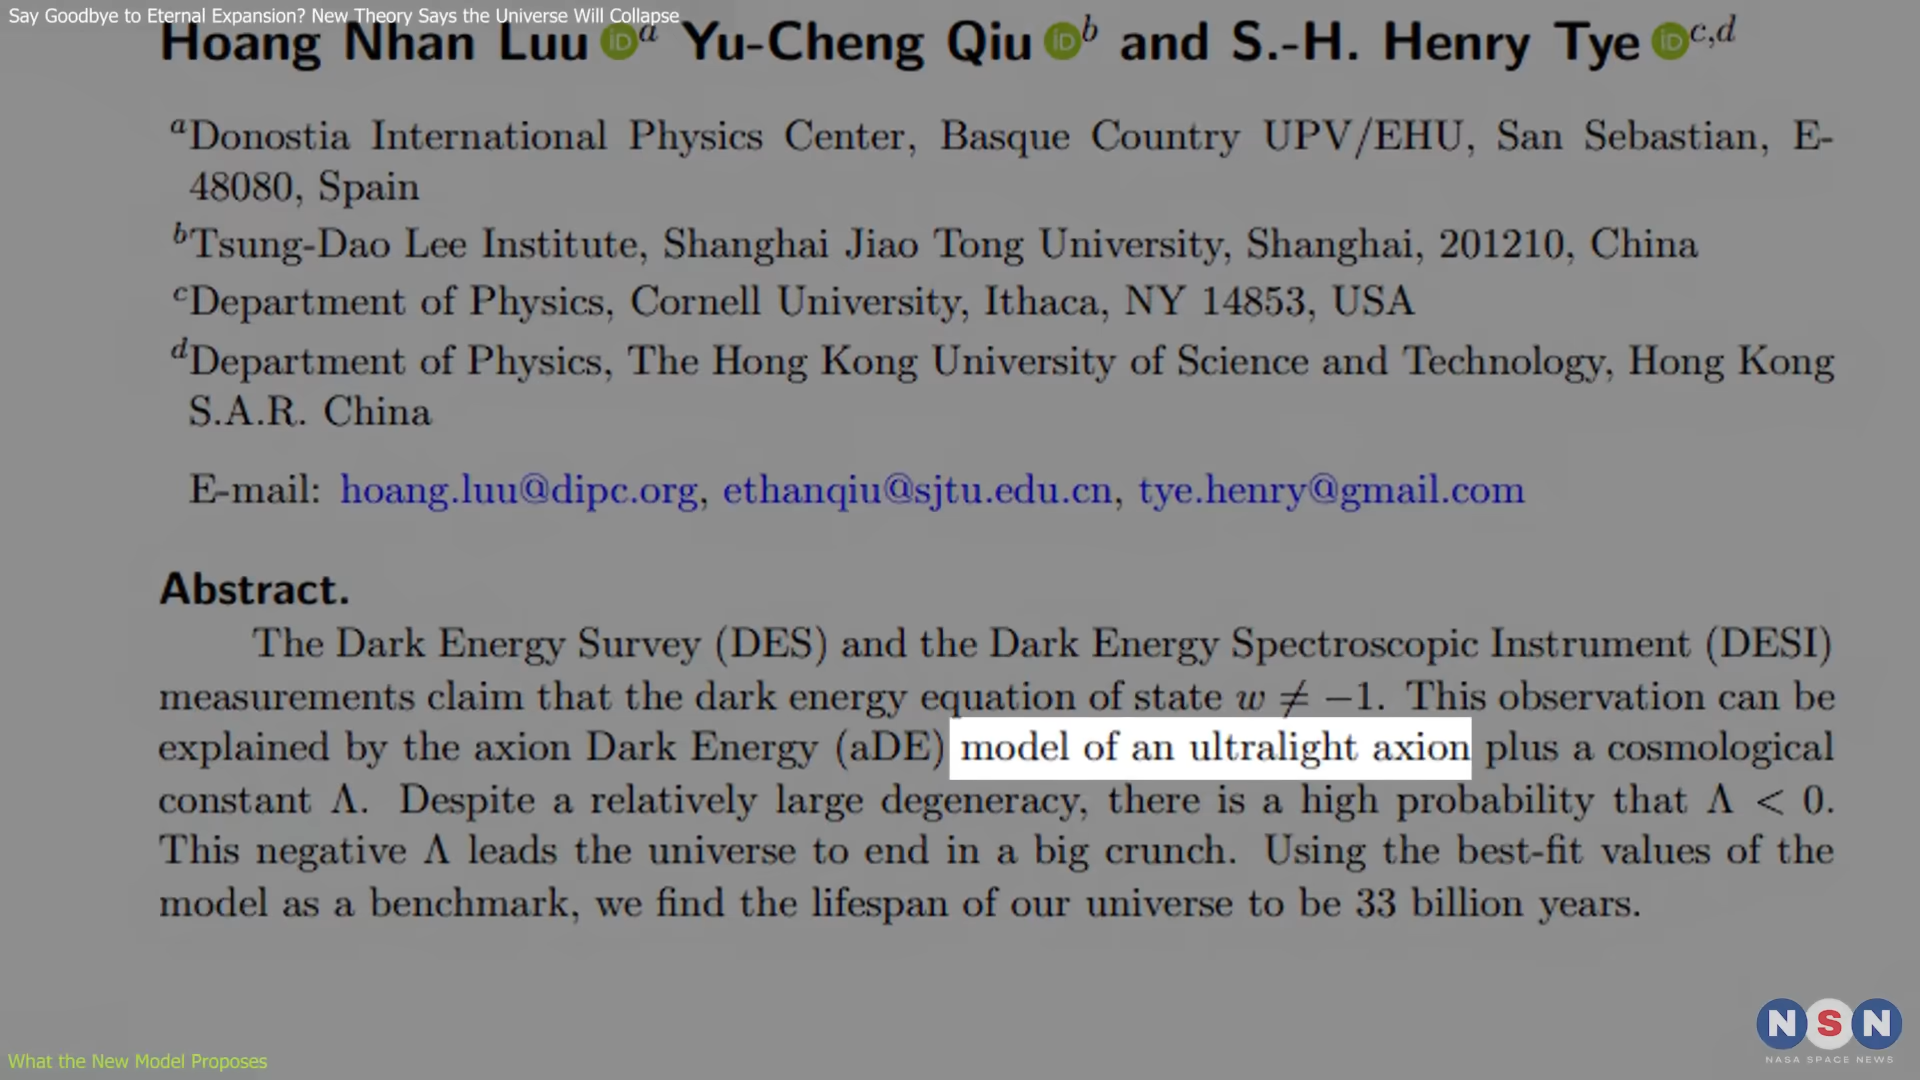 Say Goodbye to Eternal Expansion? New Theory Says the Universe Will Collapse
Hoang Nhan Luu iD a Yu-Cheng Qiu iD b and S.-H. Henry Tye iD c,d
aDonostia International Physics Center, Basque Country UPV/EHU, San Sebastian, E-
48080, Spain
bTsung-Dao Lee Institute, Shanghai Jiao Tong University, Shanghai, 201210, China
cDepartment of Physics, Cornell University, Ithaca, NY 14853, USA
dDepartment of Physics, The Hong Kong University of Science and Technology, Hong Kong
S.A.R. China
E-mail: hoang.luu@dipc.org, ethanqiu@sjtu.edu.cn, tye.henry@gmail.com
Abstract.
The Dark Energy Survey (DES) and the Dark Energy Spectroscopic Instrument (DESI)
measurements claim that the dark energy equation of state w ≠ −1. This observation can be
explained by the axion Dark Energy (aDE) model of an ultralight axion plus a cosmological
constant Λ. Despite a relatively large degeneracy, there is a high probability that Λ < 0.
This negative Λ leads the universe to end in a big crunch. Using the best-fit values of the
model as a benchmark, we find the lifespan of our universe to be 33 billion years.
NSN
NASA SPACE NEWS
What the New Model Proposes